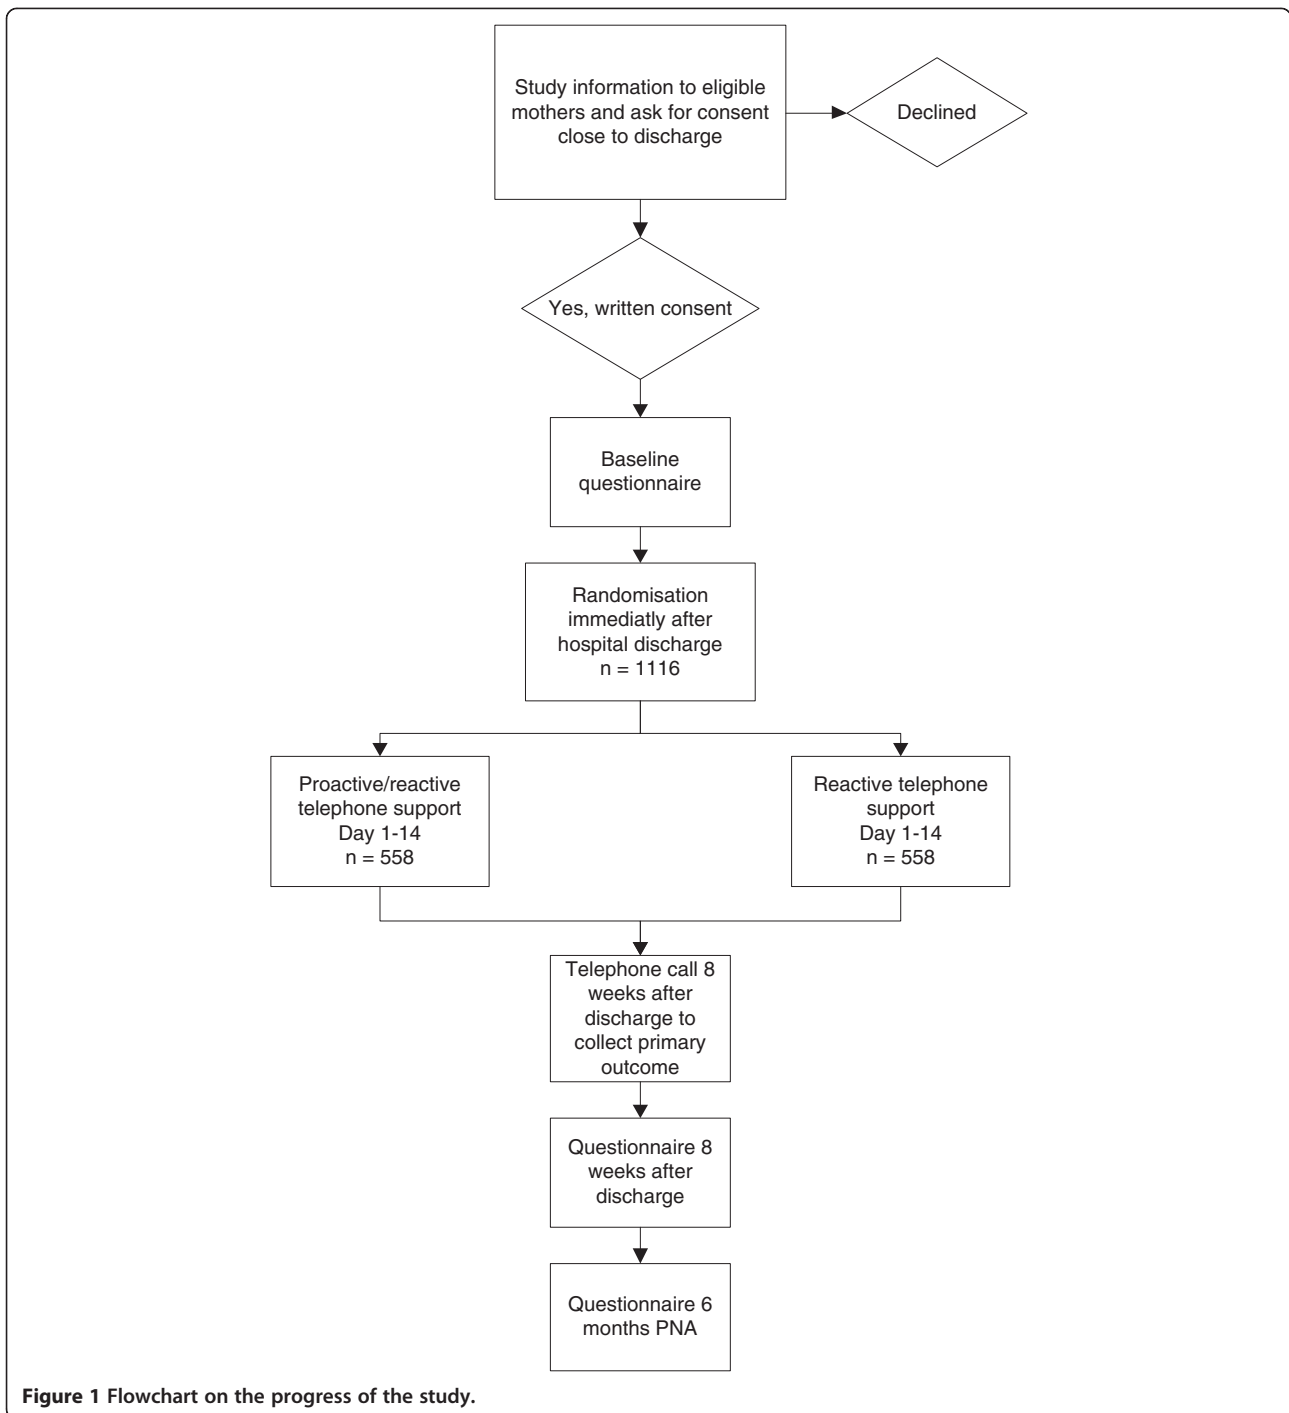 Study information to eligible
mothers and ask for consent
close to discharge
Declined
Yes, written consent
Baseline
questionnaire
Randomisation
immediatly after
hospital discharge
n = 1116
Proactive/reactive
telephone support
Day 1-14
n = 558
Reactive telephone
support
Day 1-14
n = 558
Telephone call 8
weeks after
discharge to
collect primary
outcome
Questionnaire 8
weeks after
discharge
Questionnaire 6
months PNA
Figure 1 Flowchart on the progress of the study.